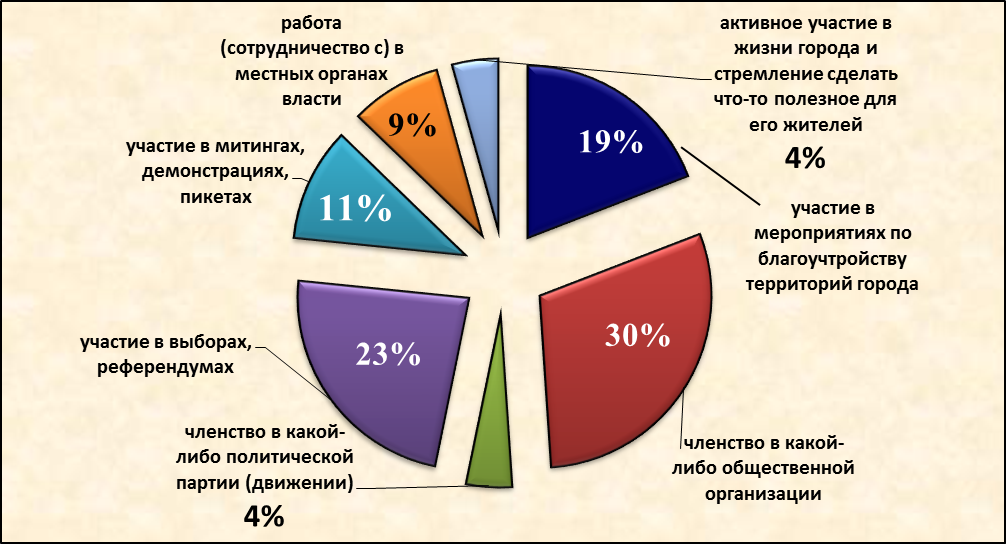 работа
(сотрудничество с) в
местных органах
власти
9%
активное участие в
жизни города и
стремление сделать
что-то полезное для
его жителей
4%
19%
участие в
мероприятиях по
благоучтройству
территорий города
участие в митингах,
демонстрациях,
пикетах
11%
30%
членство в какой-
либо общественной
организации
участие в выборах,
референдумах
23%
членство в какой-
либо политической
партии (движении)
4%